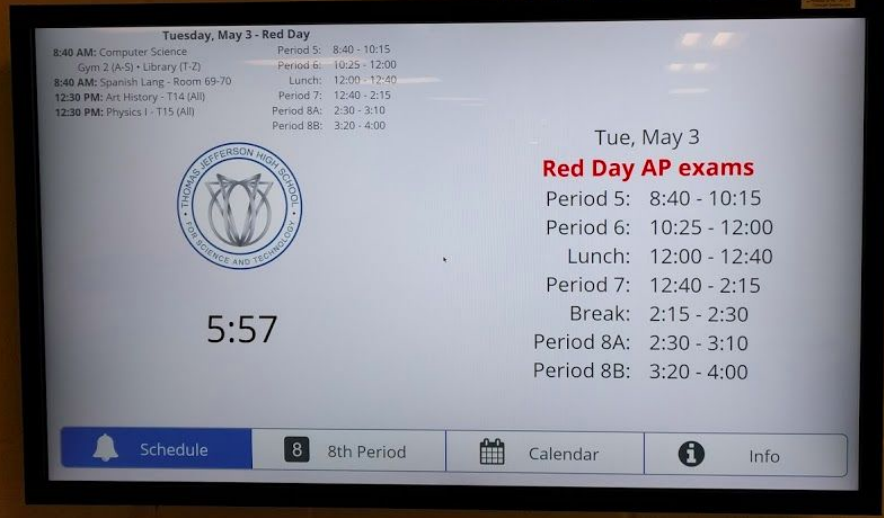 Tuesday, May 3 - Red Day
8:40 AM: Computer Science
Gym 2 (A-S) • Library (T-Z)
8:40 AM: Spanish Lang - Room 69-70
12:30 PM: Art History - T14 (All)
12:30 PM: Physics I - T15 (All)
Period 5: 8:40 - 10:15
Period 6: 10:25 - 12:00
Lunch: 12:00 - 12:40
Period 7: 12:40 - 2:15
Period 8A: 2:30 - 3:10
Period 8B: 3:20 - 4:00
THOMAS JEFFERSON HIGH SCHOOL
• FOR SCIENCE AND TECHNOLOGY •
5:57
Tue, May 3
Red Day AP exams
Period 5: 8:40 - 10:15
Period 6: 10:25 - 12:00
Lunch: 12:00 - 12:40
Period 7: 12:40 - 2:15
Break: 2:15 - 2:30
Period 8A: 2:30 - 3:10
Period 8B: 3:20 - 4:00
Schedule
8 8th Period
Calendar
i Info